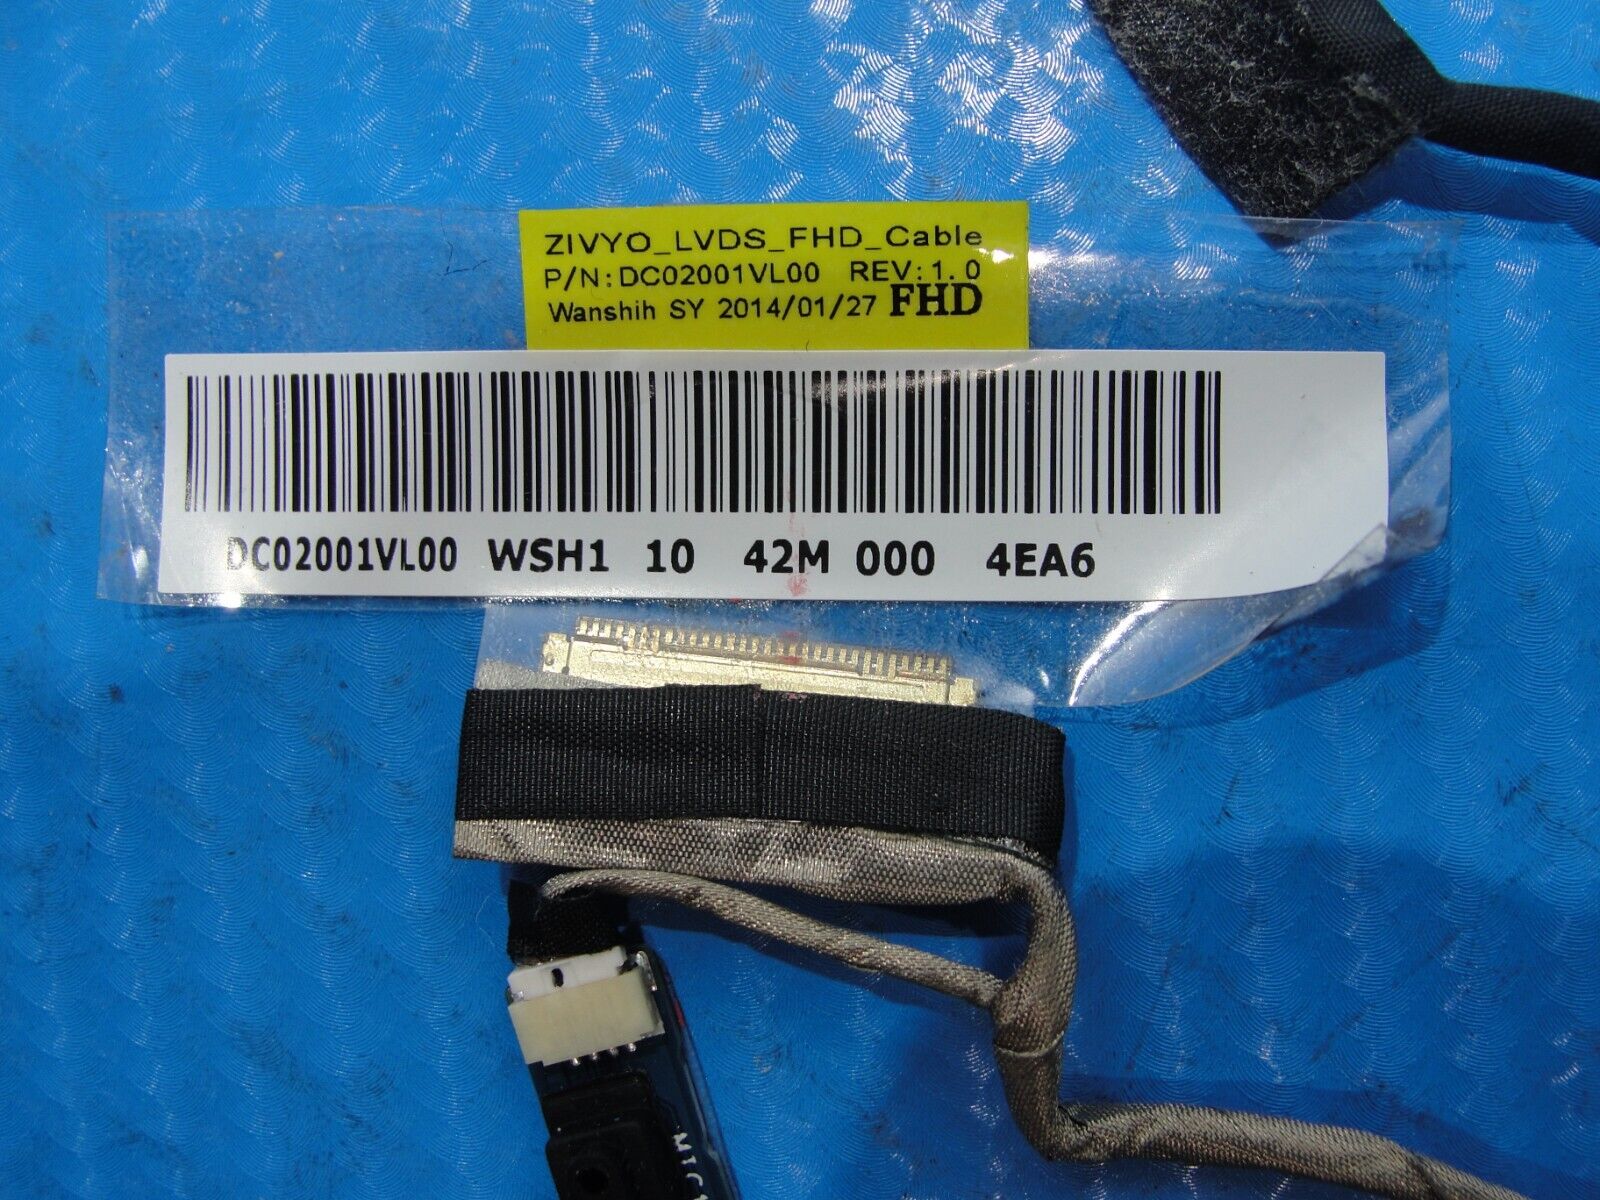 ZIVYO_LVDS_FHD_Cable
P/N:DC02001VL00 REV:1.0
Wanshih SY 2014/01/27 FHD
DC02001VL00 WSH1 10 42M 000 4EA6